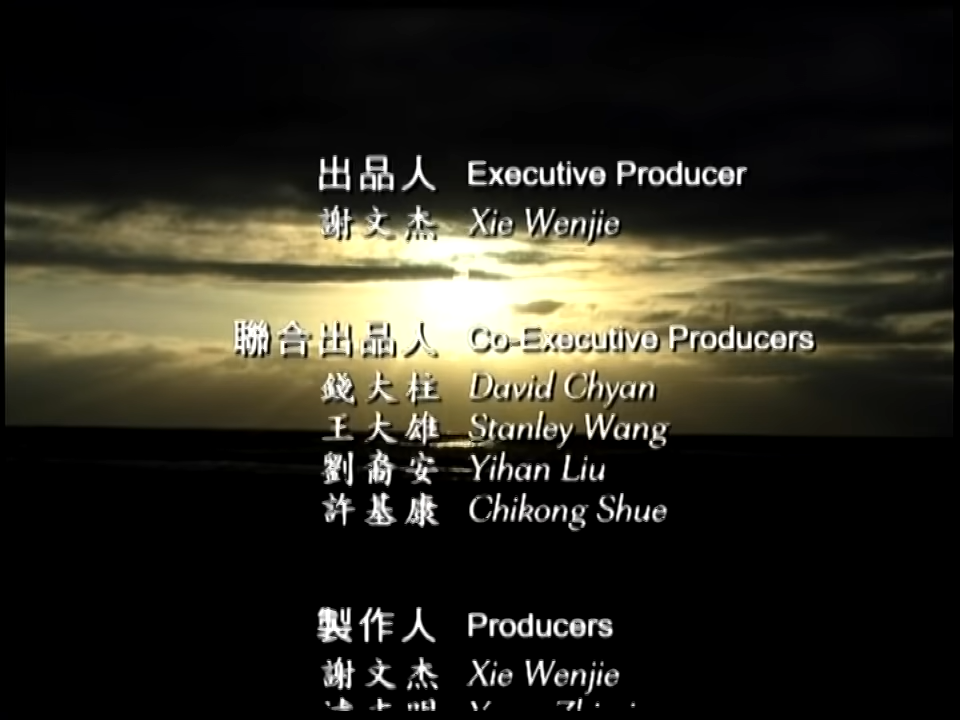 出品人 Executive Producer
謝文杰 Xie Wenjie
聯合出品人 Co-Executive Producers
錢大柱 David Chyan
王大雄 Stanley Wang
劉裔安 Yihan Liu
許基康 Chikong Shue
製作人 Producers
謝文杰 Xie Wenjie